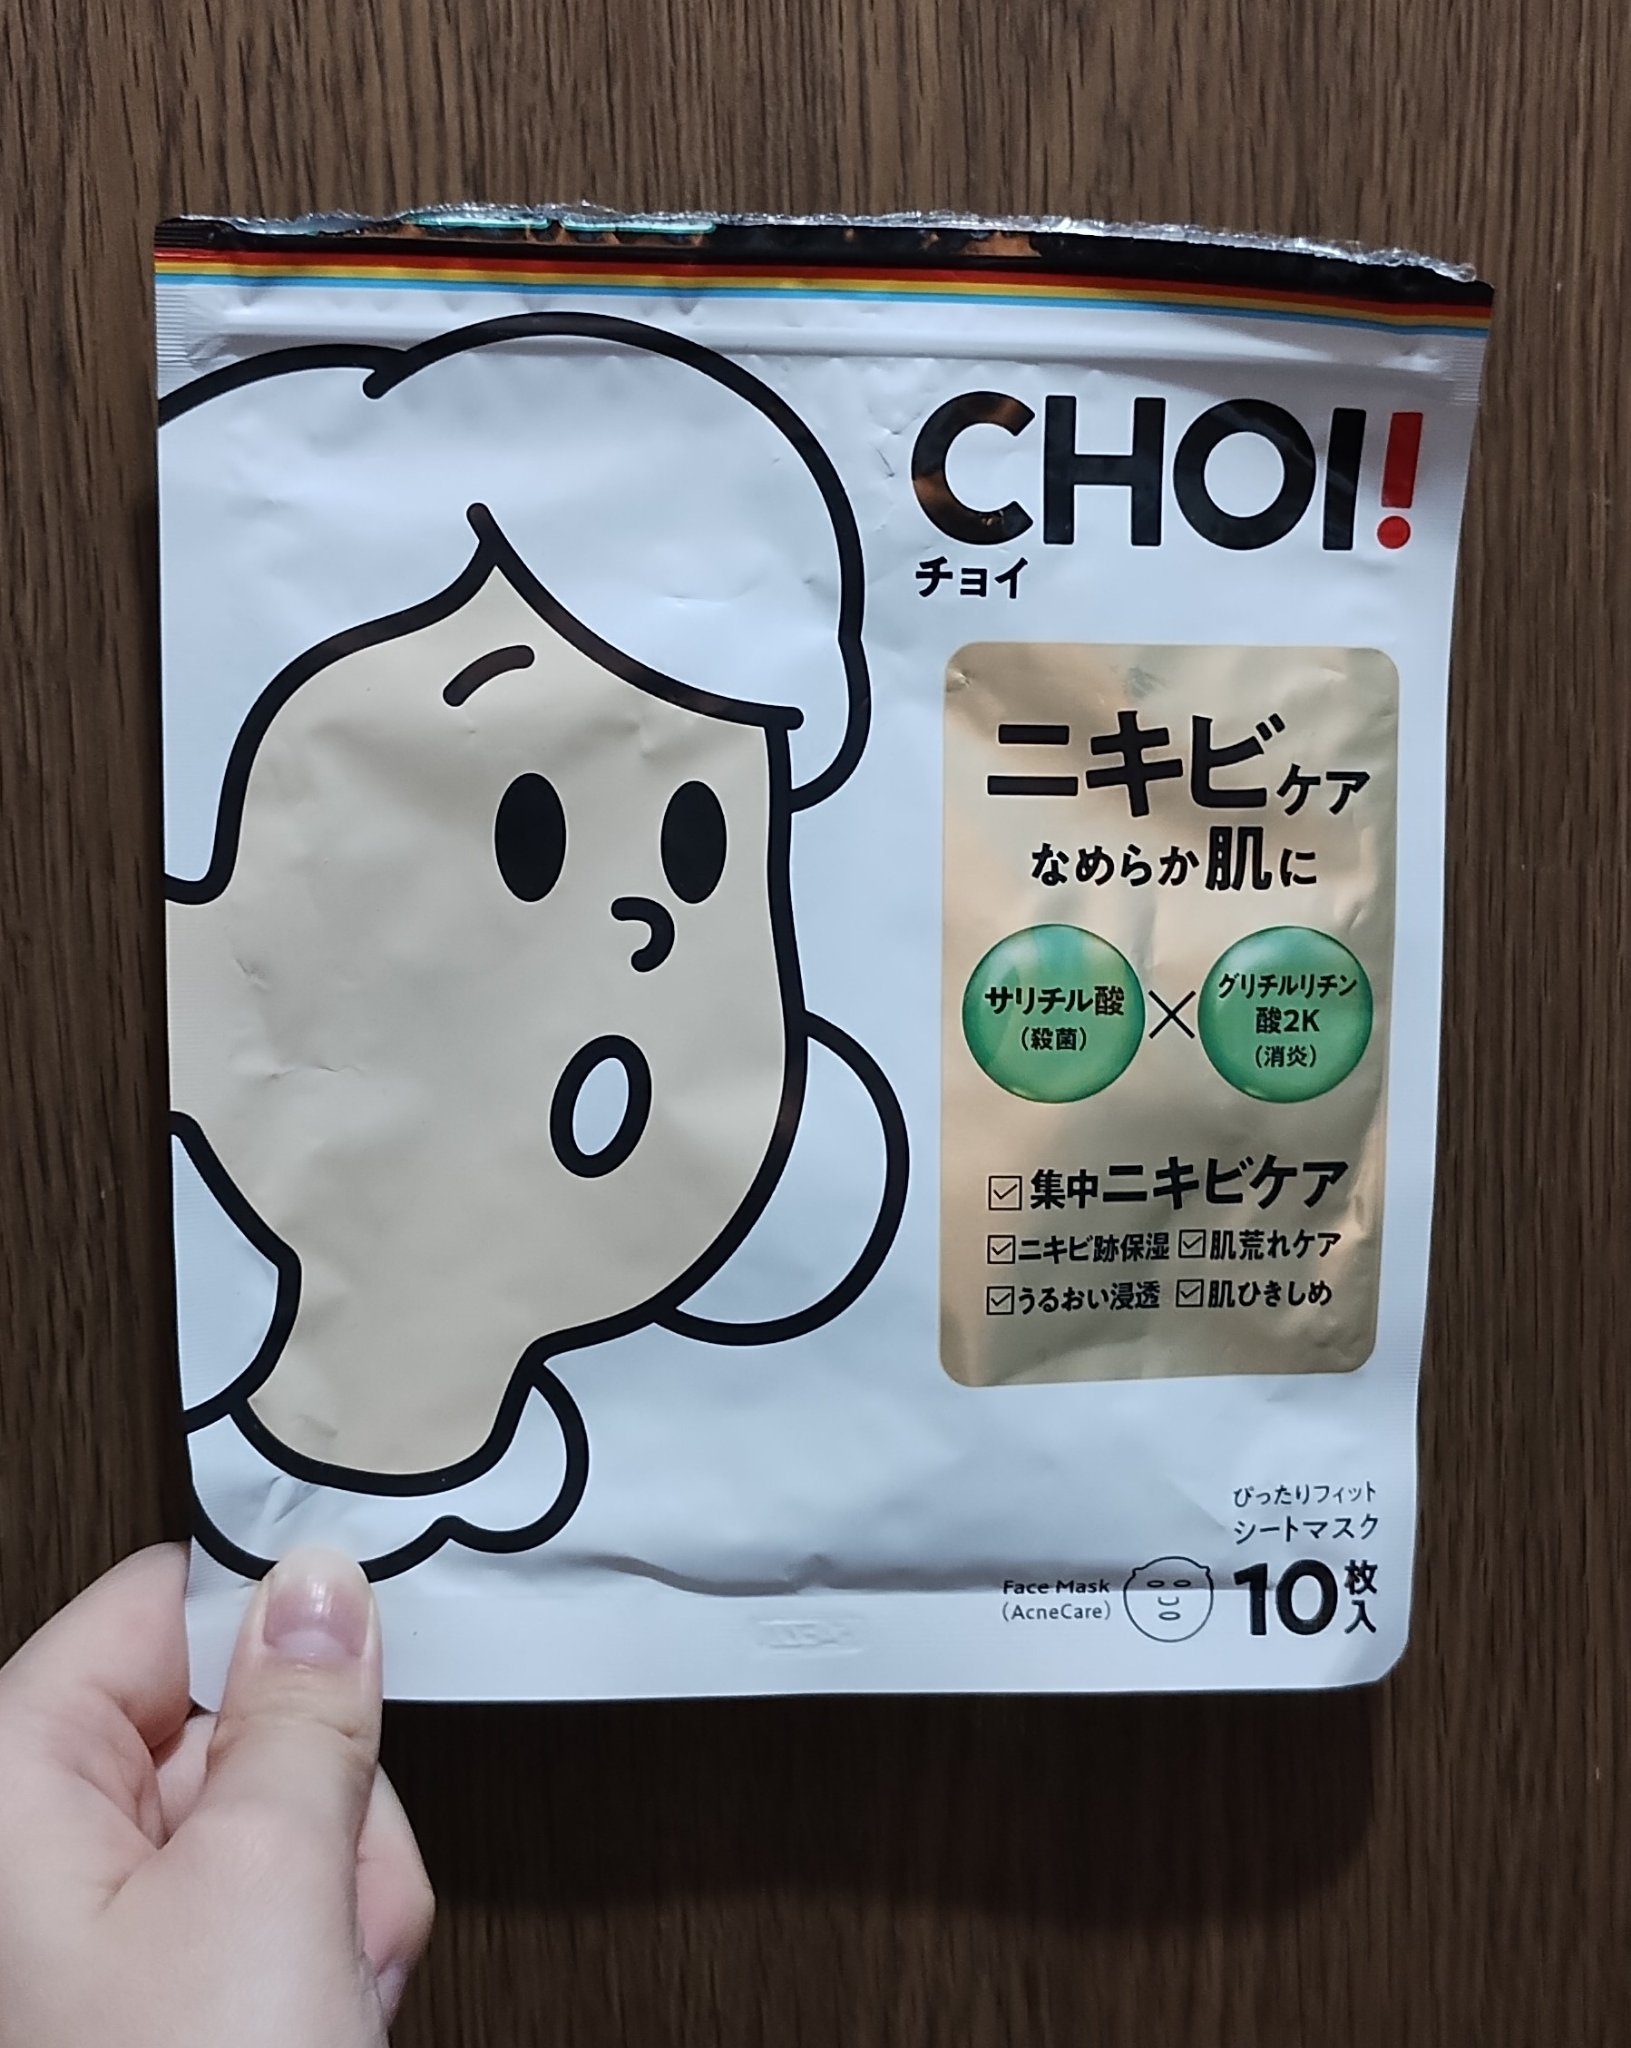 CHOI!
チョイ
ニキビケア
なめらか肌に
サリチル酸
(殺菌)
×
グリチルリチン
酸2K
(消炎)
集中ニキビケア
ニキビ跡保湿 肌荒れケア
うるおい浸透 肌ひきしめ
ぴったりフィット
シートマスク
Face Mask
(AcneCare)
10枚入